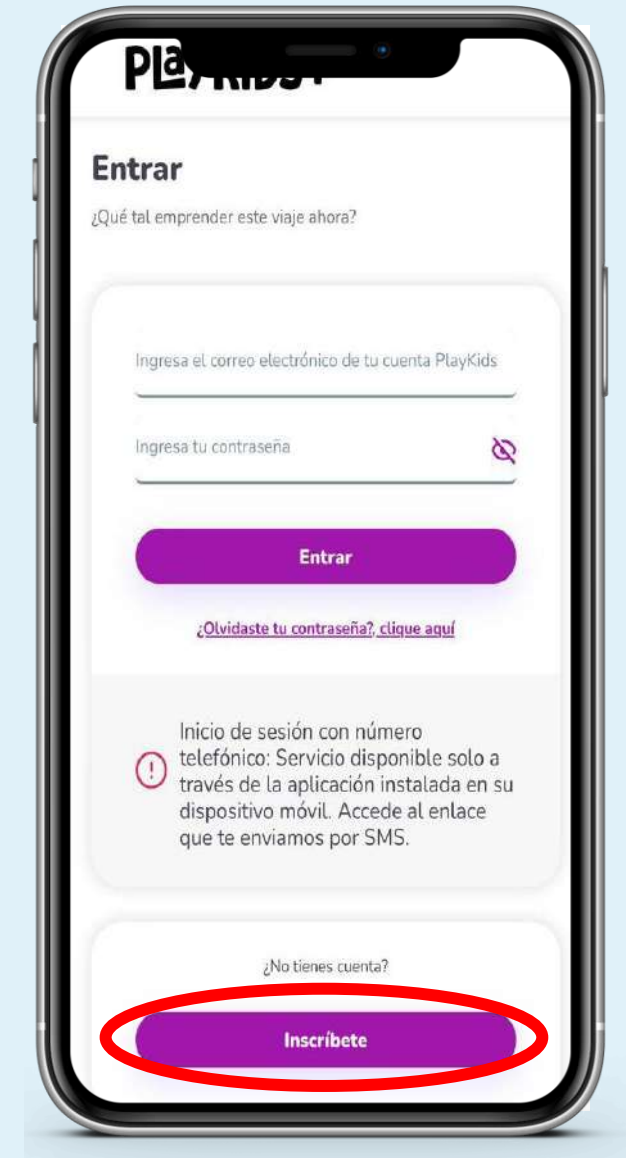 PlayKids+
Entrar
¿Qué tal emprender este viaje ahora?
Ingresa el correo electrónico de tu cuenta PlayKids
Ingresa tu contraseña
Entrar
¿Olvidaste tu contraseña?, clique aquí
Inicio de sesión con número
telefónico: Servicio disponible solo a
través de la aplicación instalada en su
dispositivo móvil. Accede al enlace
que te enviamos por SMS.
¿No tienes cuenta?
Inscríbete